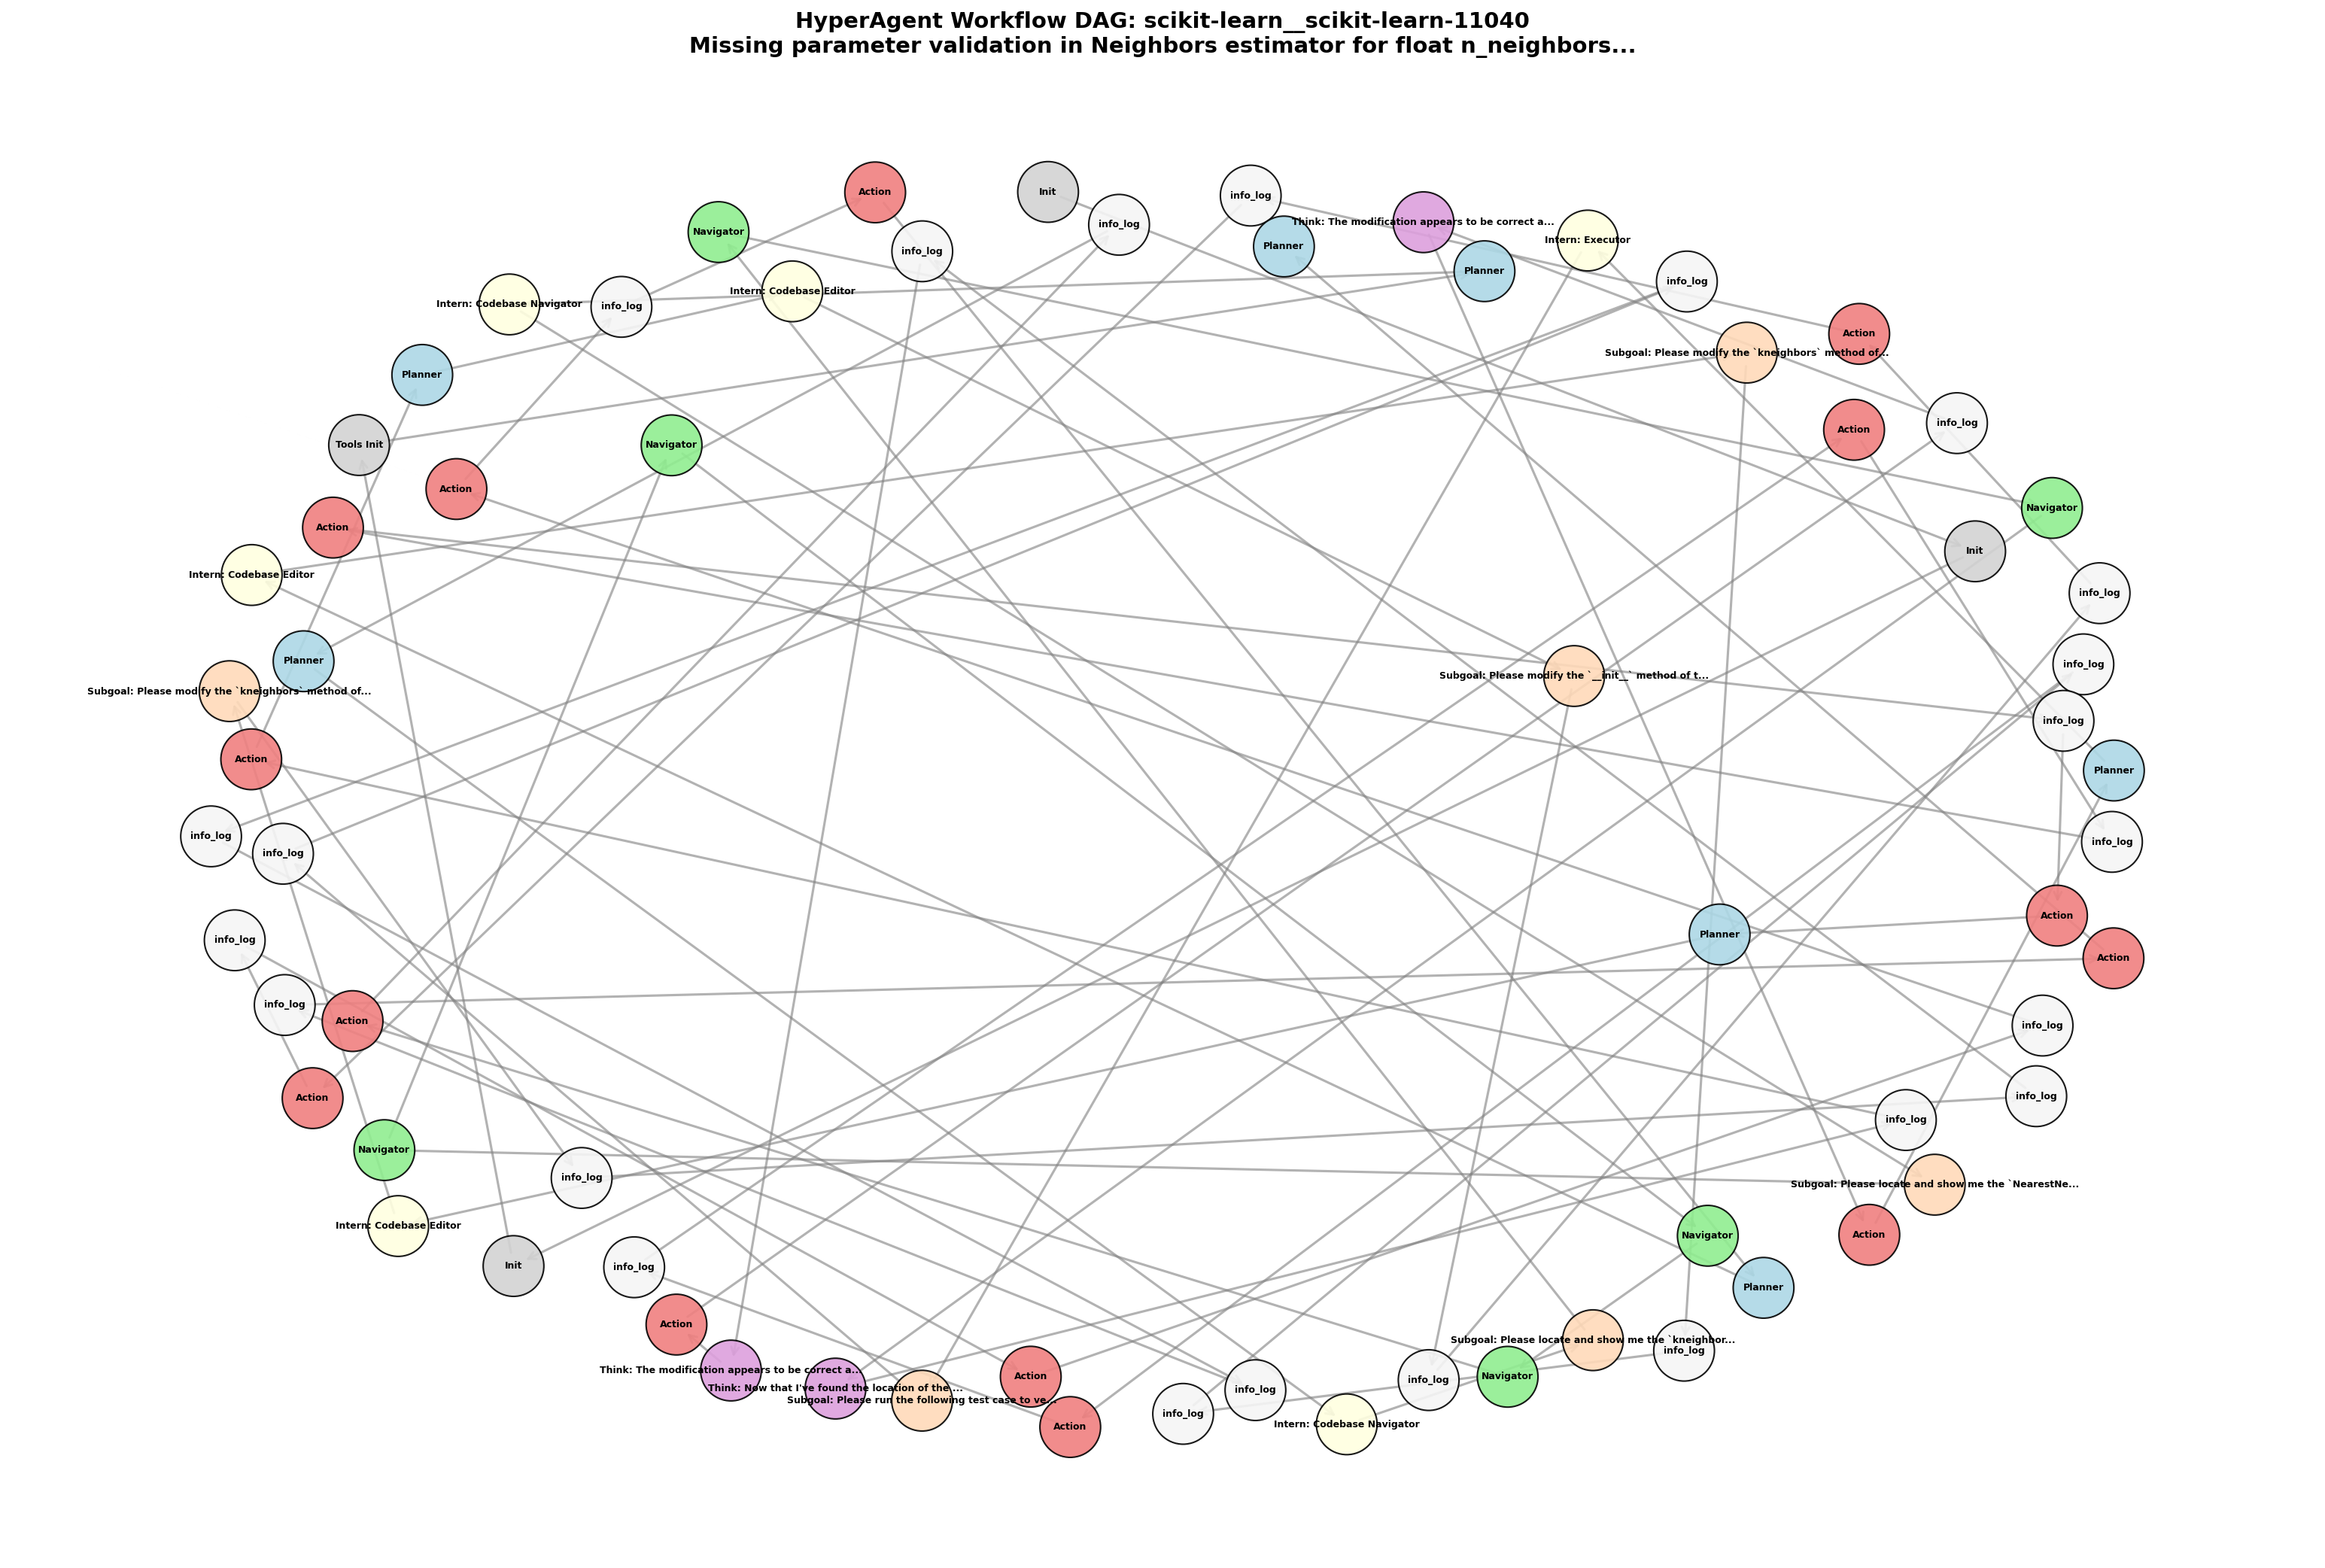 HyperAgent Workflow DAG: scikit-learn__scikit-learn-11040
Missing parameter validation in Neighbors estimator for float n_neighbors...
Action
Init
info_log
Think: The modification appears to be correct a...
info_log
Navigator
Intern: Executor
Planner
info_log
Planner
info_log
Intern: Codebase Editor
Intern: Codebase Navigator
info_log
Action
Subgoal: Please modify the `kneighbors` method of...
Planner
info_log
Action
Tools Init
Navigator
Action
Navigator
Action
Init
Intern: Codebase Editor
info_log
Planner
info_log
Subgoal: Please modify the `__init__` method of t...
Subgoal: Please modify the `kneighbors` method of...
info_log
Action
Planner
info_log
info_log
info_log
Action
Planner
info_log
Action
info_log
Action
info_log
info_log
Action
info_log
Navigator
info_log
Subgoal: Please locate and show me the `NearestNe...
Intern: Codebase Editor
Action
Navigator
Init
info_log
Planner
Action
Subgoal: Please locate and show me the `kneighbor...
info_log
Think: The modification appears to be correct a...
Action
Navigator
info_log
Think: Now that I've found the location of the ...
info_log
Subgoal: Please run the following test case to ve...
info_log
Intern: Codebase Navigator
Action